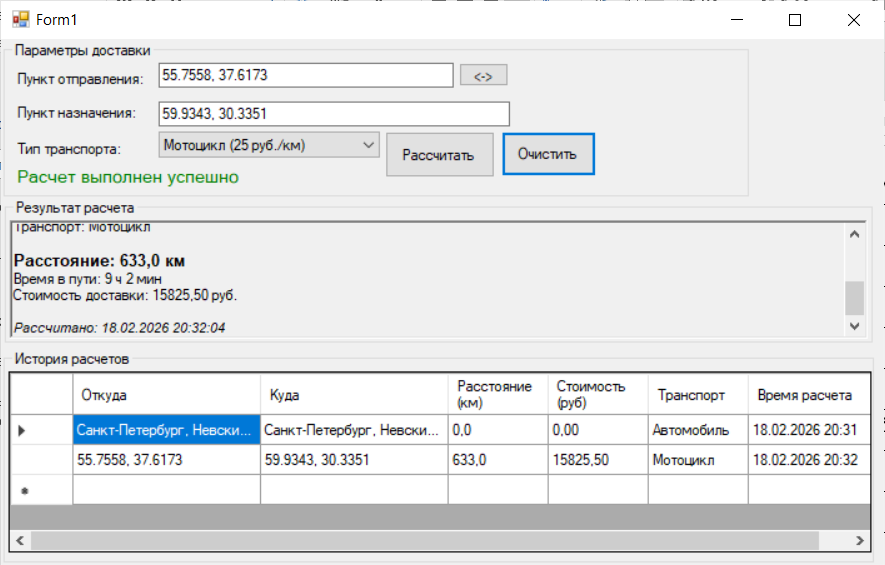 Form1
Параметры доставки
Пункт отправления: 55.7558, 37.6173 <->
Пункт назначения: 59.9343, 30.3351
Тип транспорта: Мотоцикл (25 руб./км) Рассчитать Очистить
Расчет выполнен успешно
Результат расчета
Транспорт: Мотоцикл
Расстояние: 633,0 км
Время в пути: 9 ч 2 мин
Стоимость доставки: 15825,50 руб.
Рассчитано: 18.02.2026 20:32:04
История расчетов
Откуда Куда Расстояние (км) Стоимость (руб) Транспорт Время расчета
Санкт-Петербург, Невски... Санкт-Петербург, Невски... 0,0 0,00 Автомобиль 18.02.2026 20:31
55.7558, 37.6173 59.9343, 30.3351 633,0 15825,50 Мотоцикл 18.02.2026 20:32